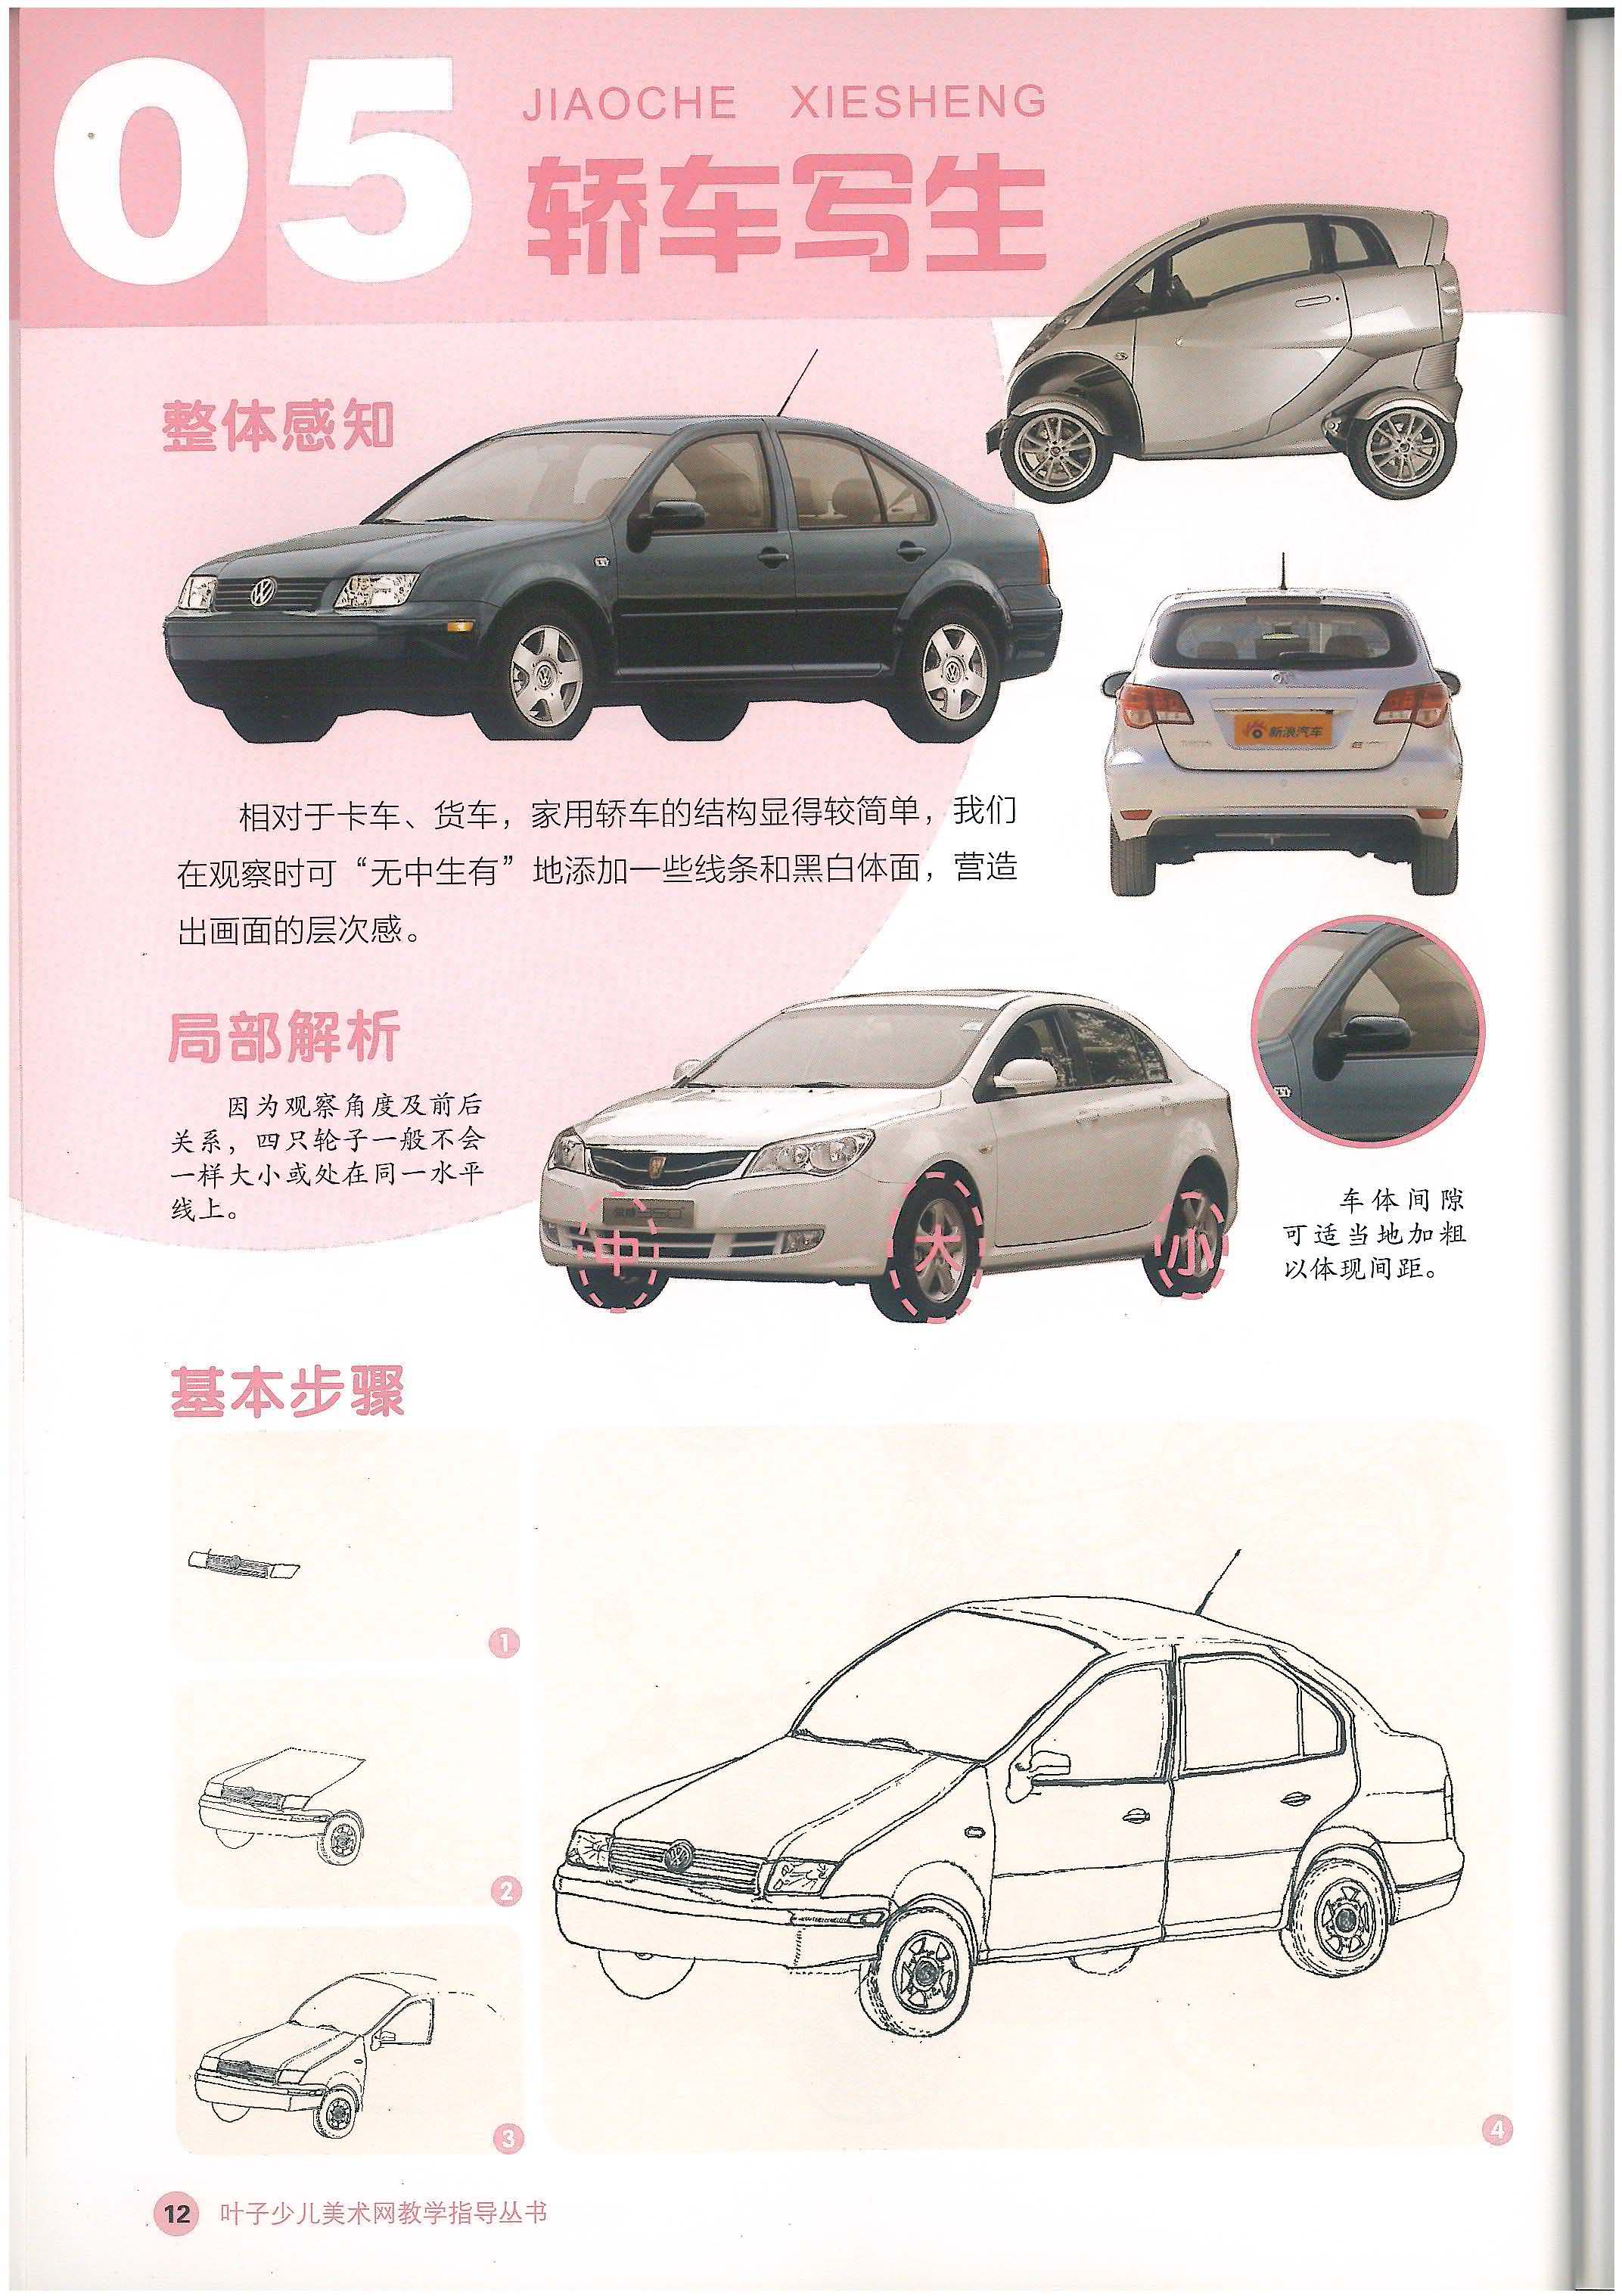 05
JIAOCHE XIESHENG
轿车写生
整体感知
新浪汽车
相对于卡车、货车，家用轿车的结构显得较简单，我们
在观察时可“无中生有”地添加一些线条和黑白体面，营造
出画面的层次感。
局部解析
因为观察角度及前后
关系，四只轮子一般不会
一样大小或处在同一水平
线上。
中
大
小
车体间隙
可适当地加粗
以体现间距。
基本步骤
1
2
3
4
12 叶子少儿美术网教学指导丛书